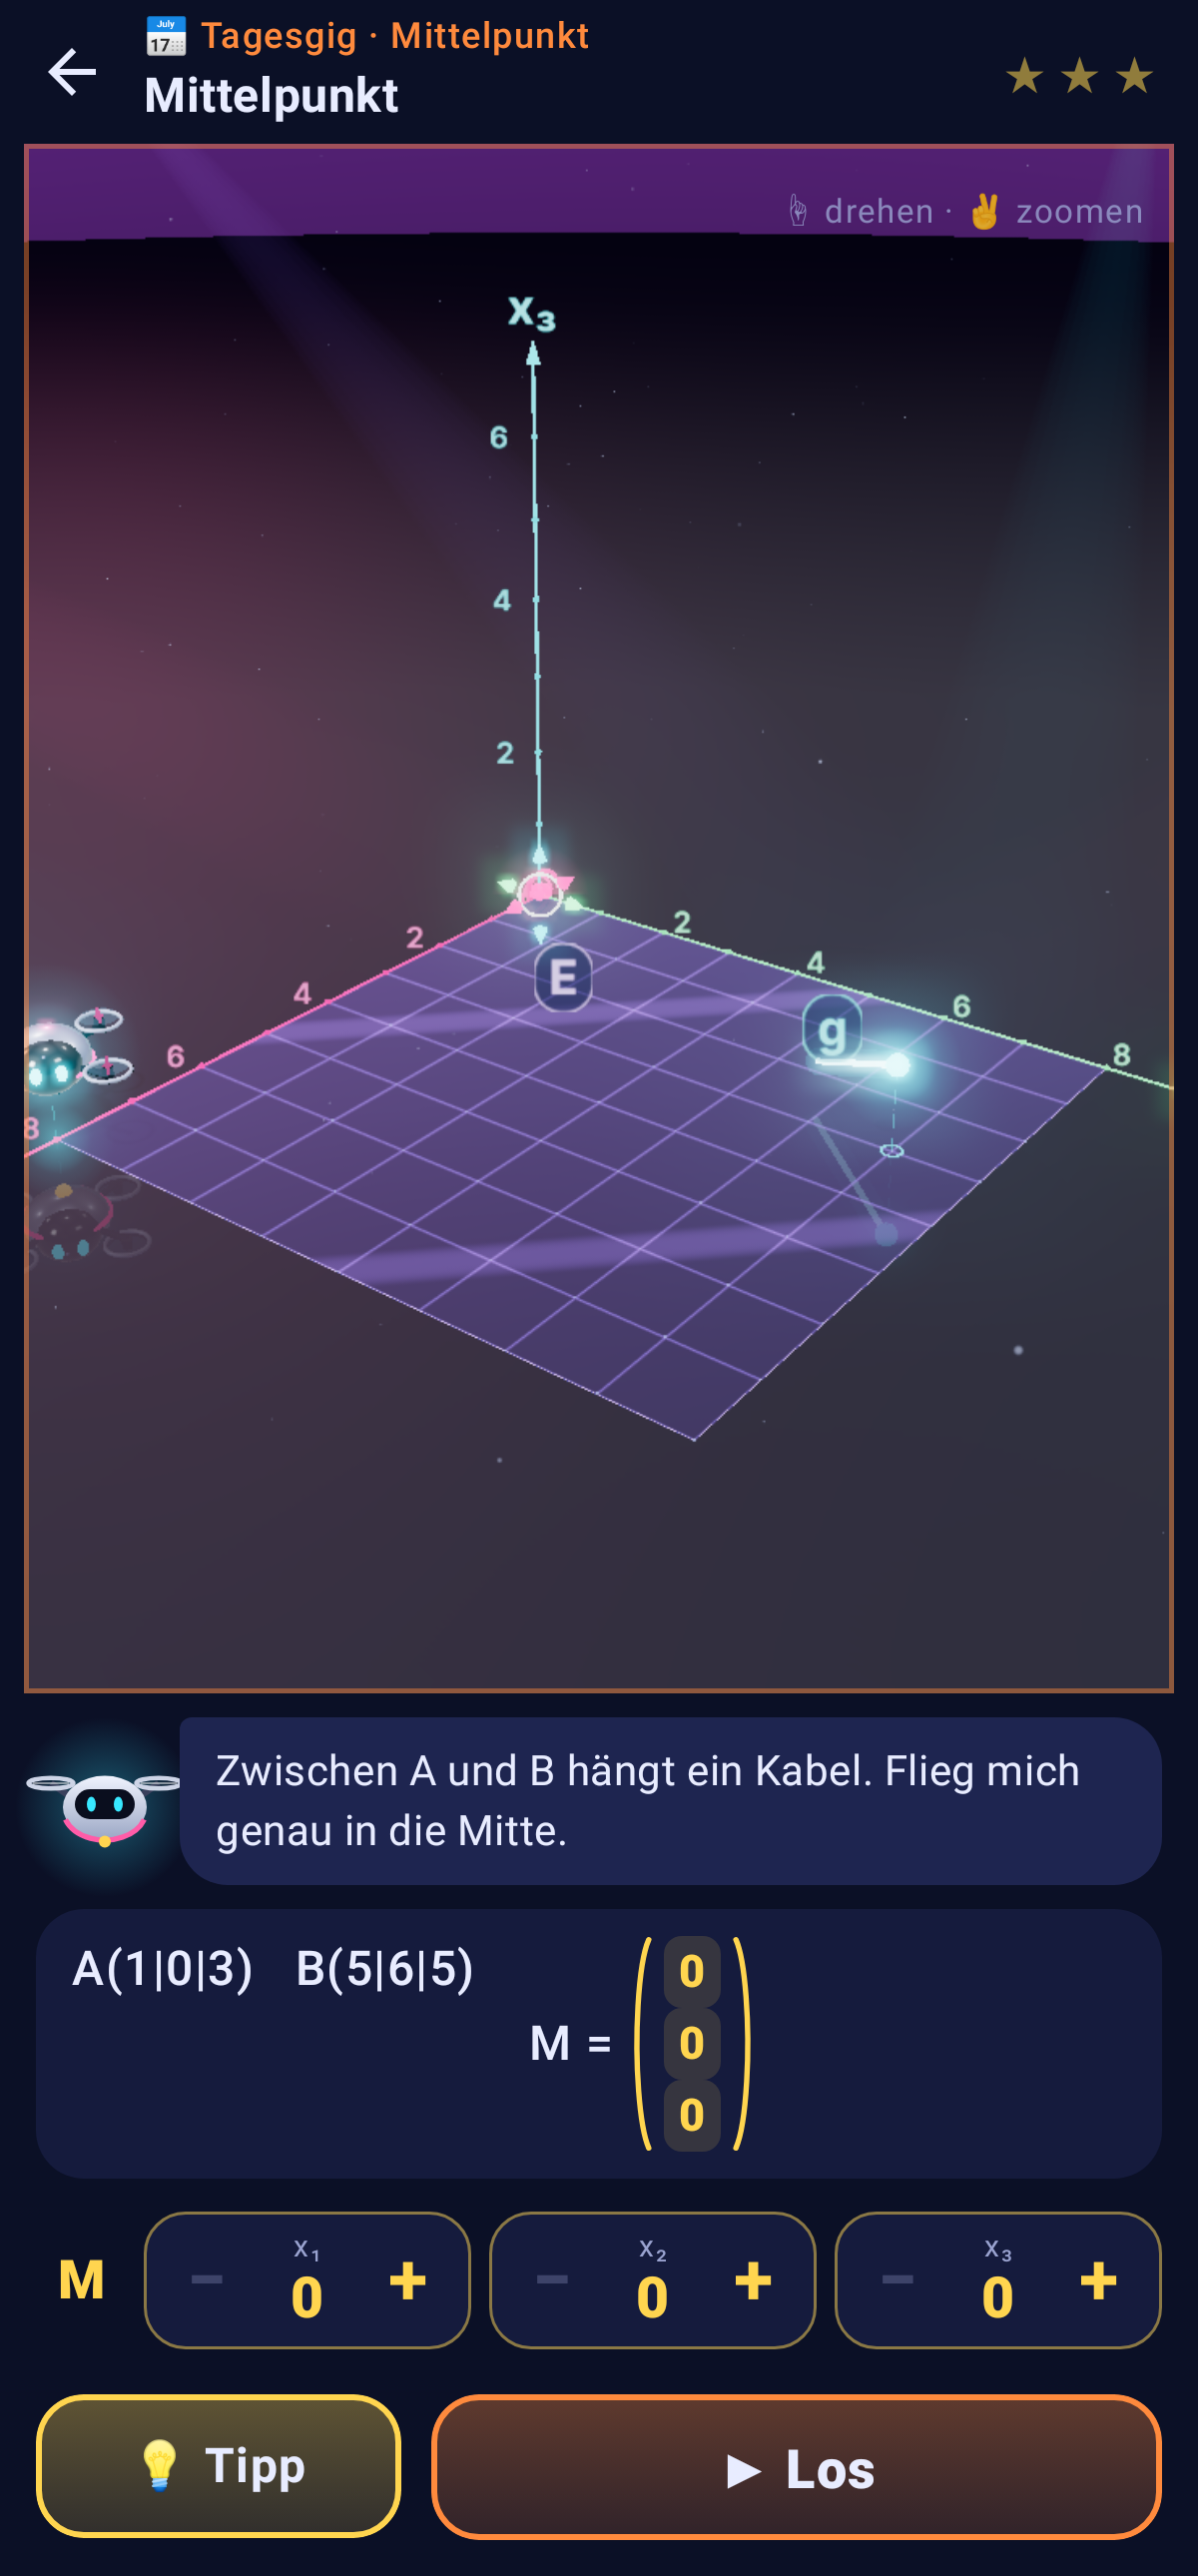 July
17
Tagesgig · Mittelpunkt
Mittelpunkt
drehen · zoomen
x₃
6
4
2
2
4
6
8
2
4
6
8
E
g
Zwischen A und B hängt ein Kabel. Flieg mich
genau in die Mitte.
A(1|0|3) B(5|6|5)
M = (0 0 0)
M
x₁
0
x₂
0
x₃
0
Tipp
Los